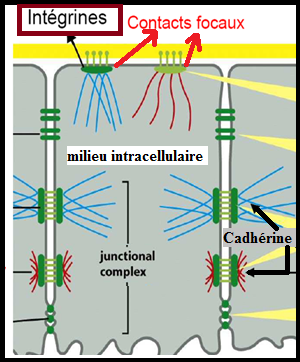 Intégrines
Contacts focaux
milieu intracellulaire
Cadhérine
junctional
complex